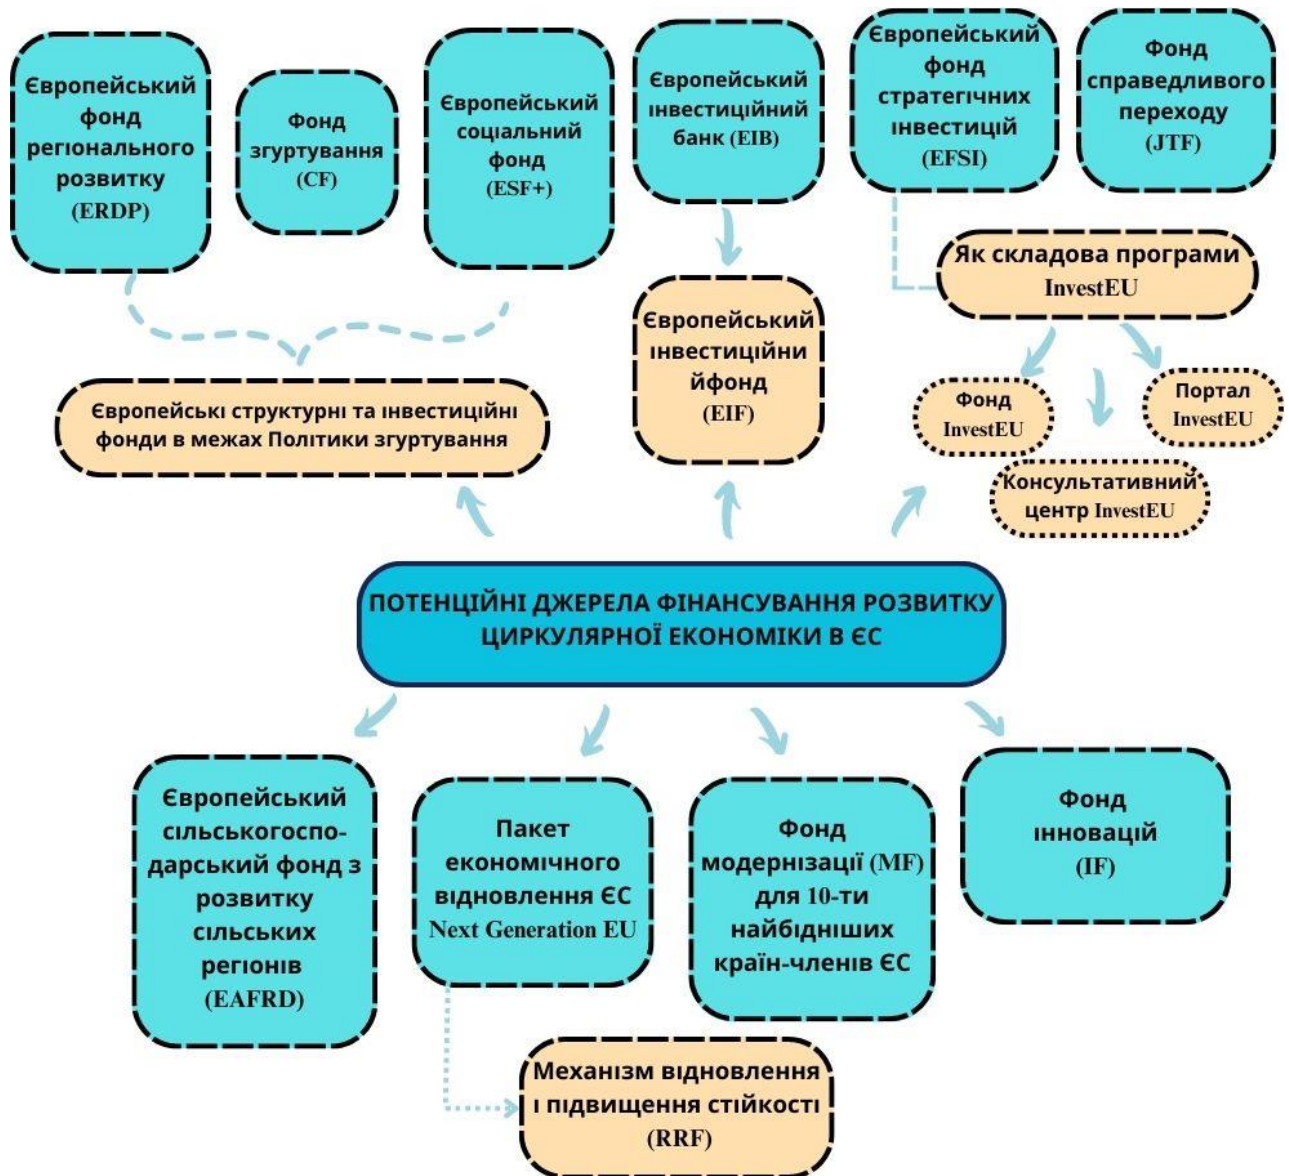 Європейський
фонд
регіонального
розвитку
(ERDP)
Фонд
згуртування
(CF)
Європейський
соціальний
фонд
(ESF+)
Європейський
інвестиційний
банк (EIB)
Європейський
фонд
стратегічних
інвестицій
(EFSI)
Фонд
справедливого
переходу
(JTF)
Як складова програми
InvestEU
Європейський
інвестиційни
йфонд
(EIF)
Європейські структурні та інвестиційні
фонди в межах Політики згуртування
Фонд
InvestEU
Портал
InvestEU
Консультативний
центр InvestEU
ПОТЕНЦІЙНІ ДЖЕРЕЛА ФІНАНСУВАННЯ РОЗВИТКУ
ЦИРКУЛЯРНОЇ ЕКОНОМІКИ В ЄС
Європейський
сільськогоспо-
дарський фонд з
розвитку
сільських
регіонів
(EAFRD)
Пакет
економічного
відновлення ЄС
Next Generation EU
Фонд
модернізації (MF)
для 10-ти
найбідніших
країн-членів ЄС
Фонд
інновацій
(IF)
Механізм відновлення
і підвищення стійкості
(RRF)